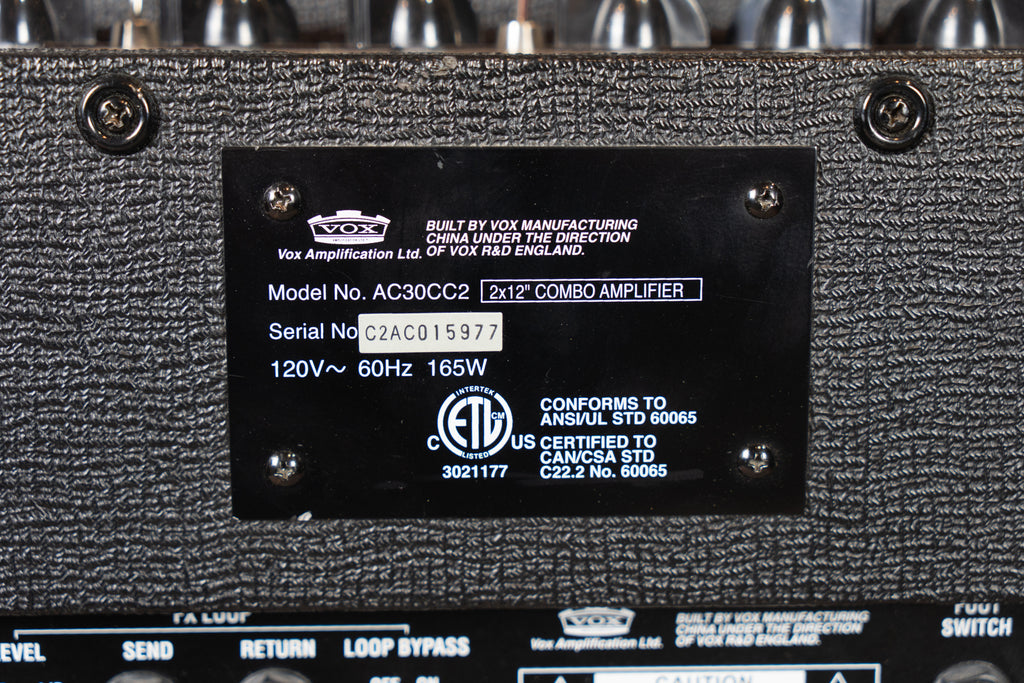 VOX
Vox Amplification Ltd.
BUILT BY VOX MANUFACTURING
CHINA UNDER THE DIRECTION
OF VOX R&D ENGLAND.
Model No. AC30CC2
2x12" COMBO AMPLIFIER
Serial No
C2AC015977
120V~ 60Hz 165W
INTERTEK
ETL CM
LISTED
C US
3021177
CONFORMS TO
ANSI/UL STD 60065
CERTIFIED TO
CAN/CSA STD
C22.2 No. 60065
FX LOOP
SEND
RETURN
LOOP BYPASS
OFF ON
VOX
Vox Amplification Ltd.
BUILT BY VOX MANUFACTURING
CHINA UNDER THE DIRECTION
OF VOX R&D ENGLAND.
CAUTION
FOOT
SWITCH